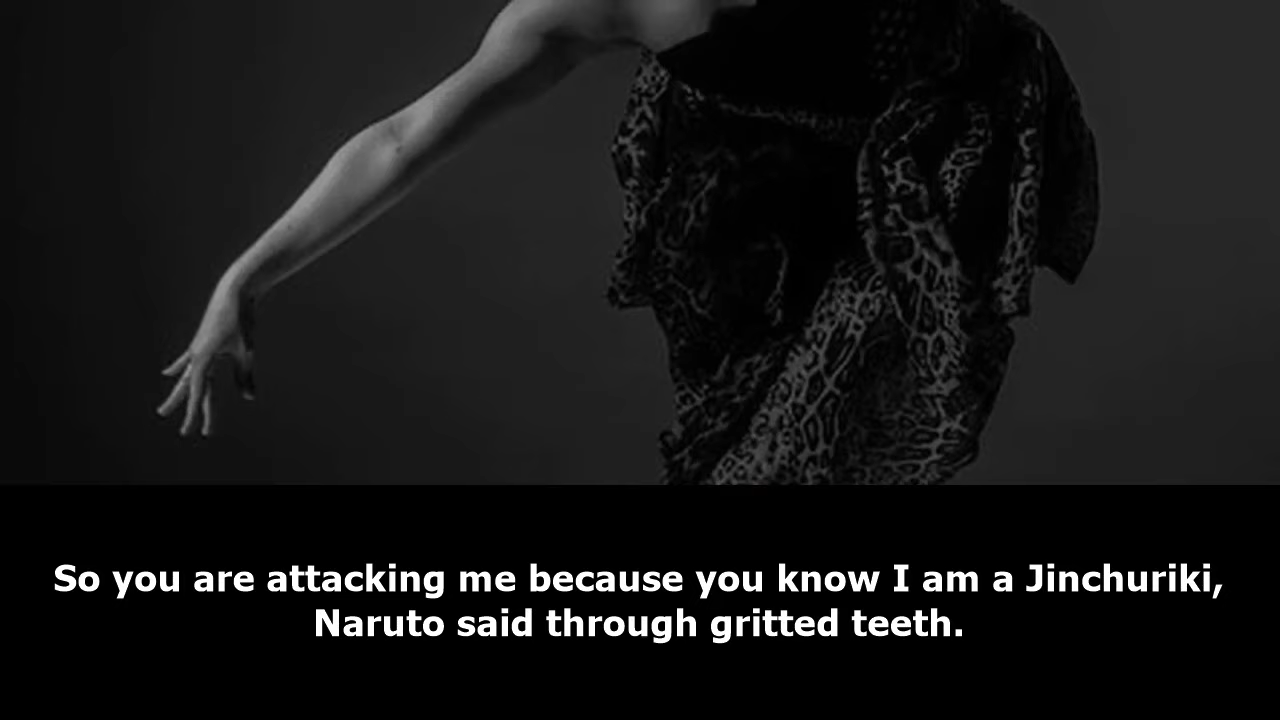 So you are attacking me because you know I am a Jinchuriki,
Naruto said through gritted teeth.